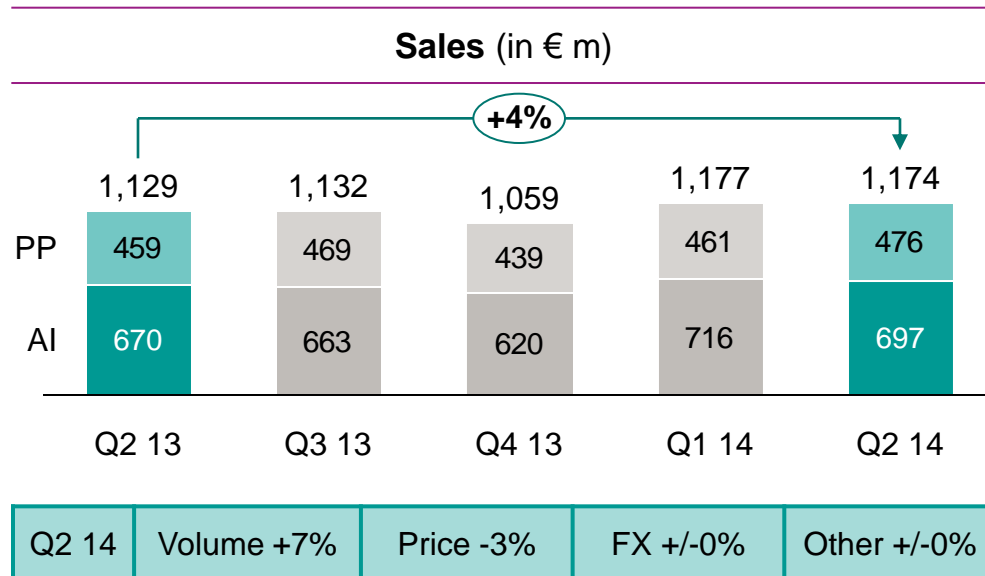 Sales (in € m)
+4%
1,129 1,132 1,059 1,177 1,174
PP 459 469 439 461 476
AI 670 663 620 716 697
Q2 13 Q3 13 Q4 13 Q1 14 Q2 14
Q2 14 Volume +7% Price -3% FX +/-0% Other +/-0%